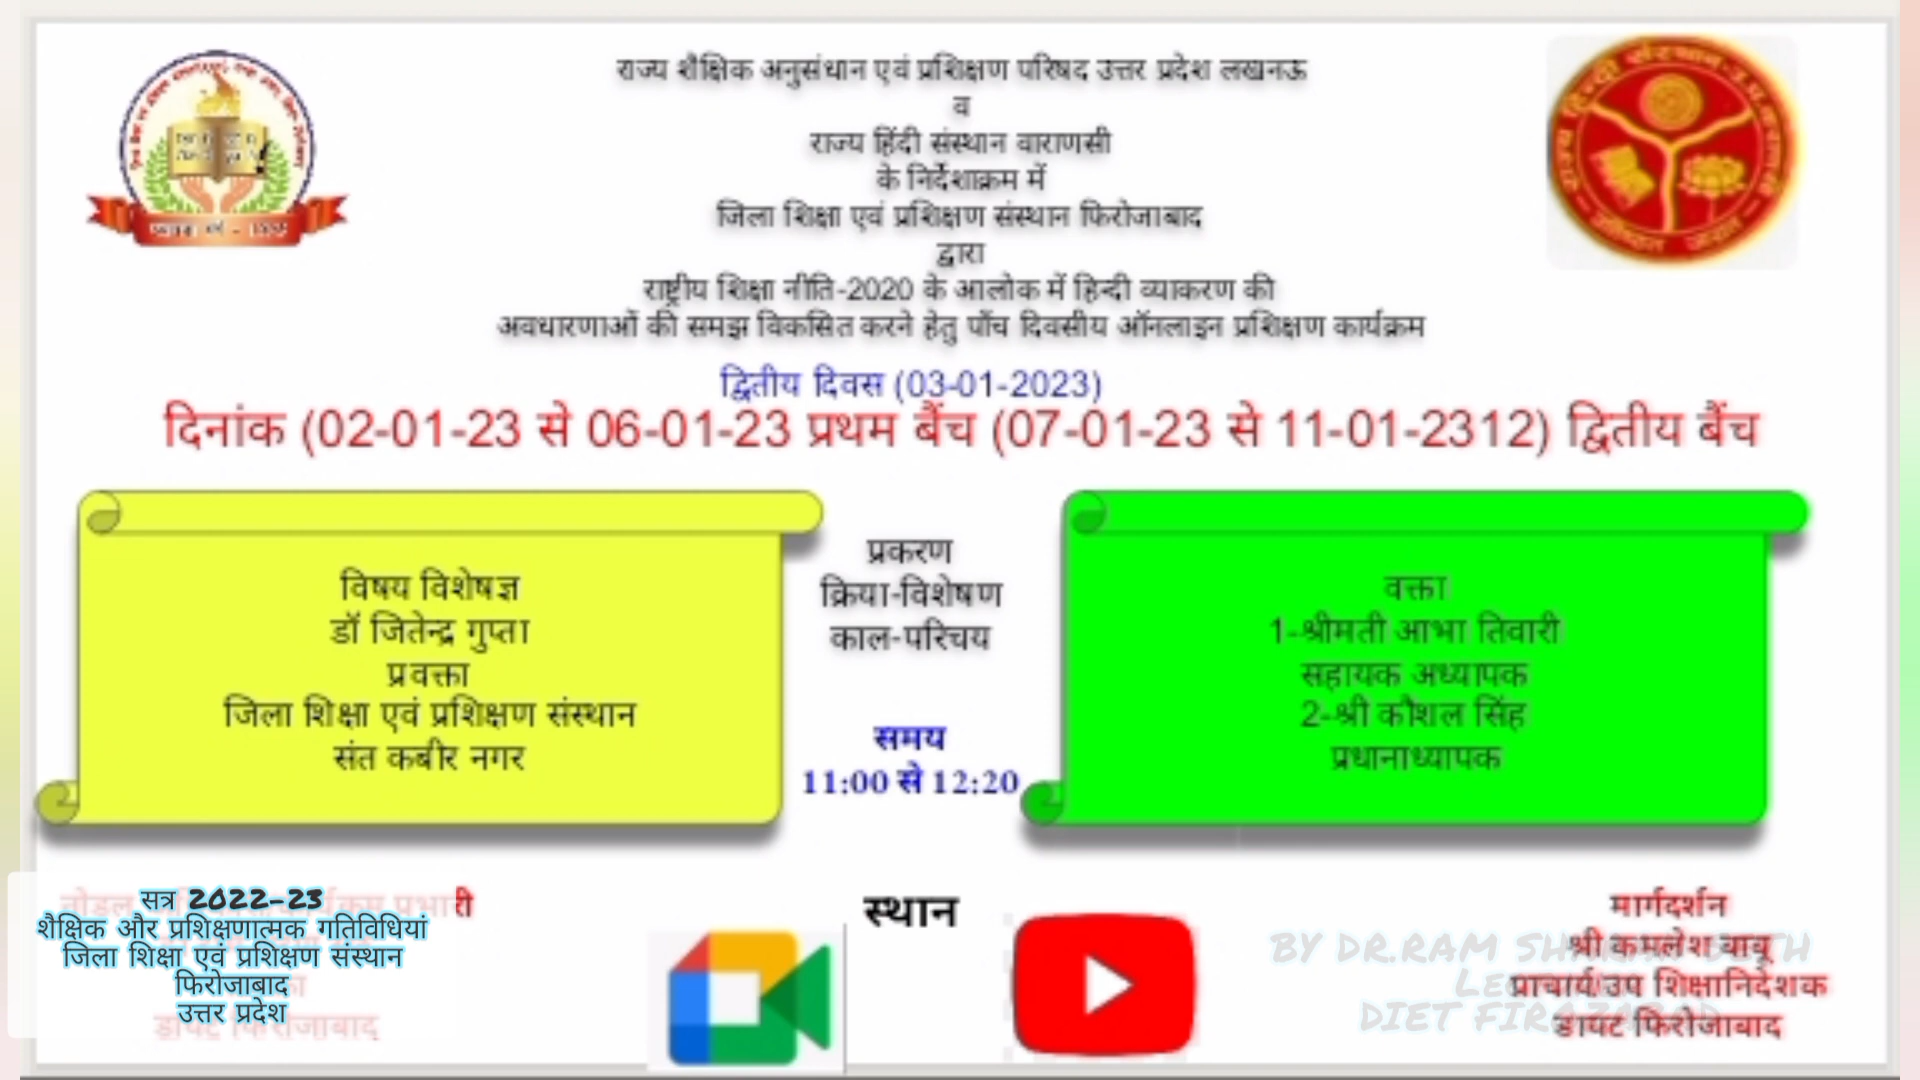 राज्य शैक्षिक अनुसंधान एवं प्रशिक्षण परिषद उत्तर प्रदेश लखनऊ
व
राज्य हिंदी संस्थान वाराणसी
के निर्देशाक्रम में
जिला शिक्षा एवं प्रशिक्षण संस्थान फिरोजाबाद
द्वारा
राष्ट्रीय शिक्षा नीति-2020 के आलोक में हिन्दी व्याकरण की
अवधारणाओं की समझ विकसित करने हेतु पाँच दिवसीय ऑनलाइन प्रशिक्षण कार्यक्रम
द्वितीय दिवस (03-01-2023)
दिनांक (02-01-23 से 06-01-23 प्रथम बैंच (07-01-23 से 11-01-2312) द्वितीय बैंच
विषय विशेषज्ञ
डॉ जितेन्द्र गुप्ता
प्रवक्ता
जिला शिक्षा एवं प्रशिक्षण संस्थान
संत कबीर नगर
प्रकरण
क्रिया-विशेषण
काल-परिचय
समय
11:00 से 12:20
वक्ता
1-श्रीमती आभा तिवारी
सहायक अध्यापक
2-श्री कौशल सिंह
प्रधानाध्यापक
सत्र 2022-23
शैक्षिक और प्रशिक्षणात्मक गतिविधियां
जिला शिक्षा एवं प्रशिक्षण संस्थान
फिरोजाबाद
उत्तर प्रदेश
डायट फिरोजाबाद
स्थान
मार्गदर्शन
श्री कमलेश बाबू
प्राचार्य/उप शिक्षानिदेशक
डायट फिरोजाबाद
BY DR.RAM
DIET